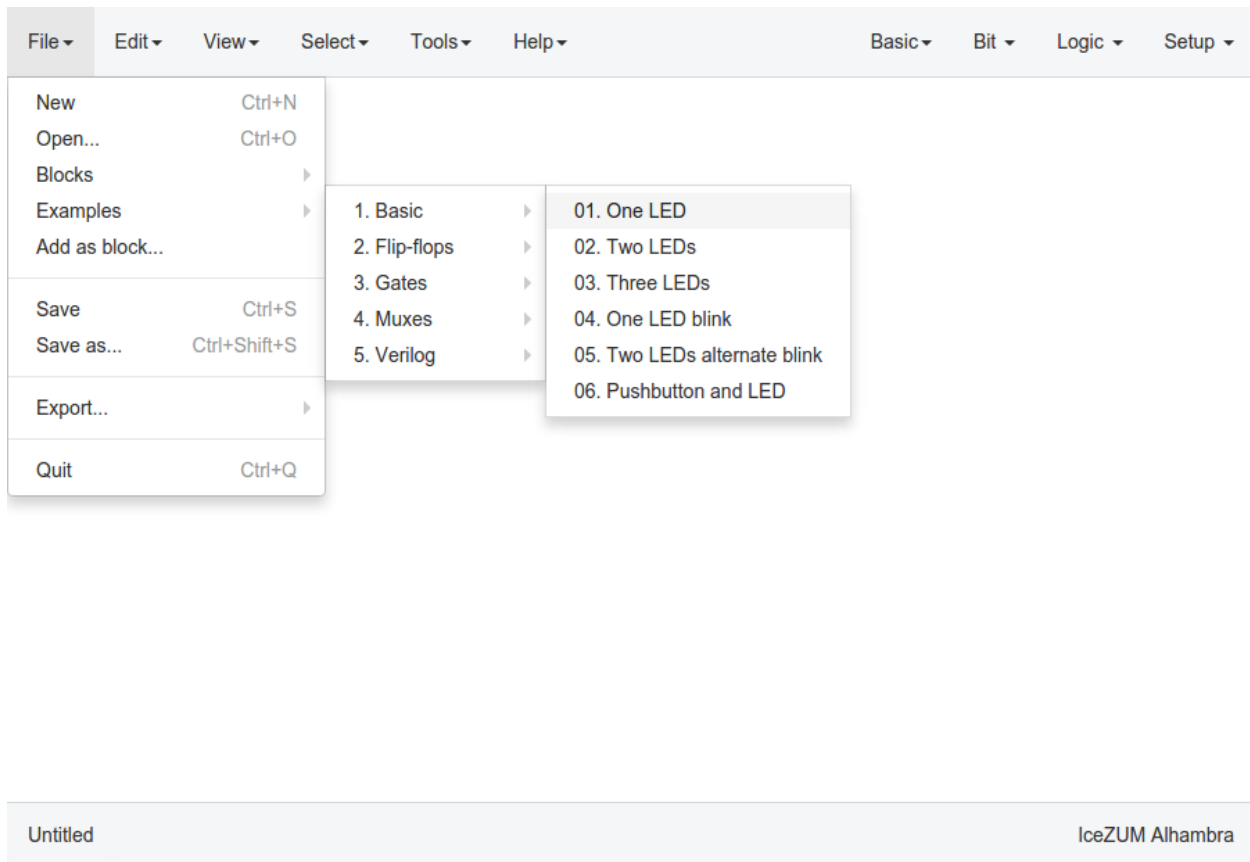 File Edit View Select Tools Help Basic Bit Logic Setup
New Ctrl+N
Open... Ctrl+O
Blocks
Examples
Add as block...
Save Ctrl+S
Save as... Ctrl+Shift+S
Export...
Quit Ctrl+Q
1. Basic
2. Flip-flops
3. Gates
4. Muxes
5. Verilog
01. One LED
02. Two LEDs
03. Three LEDs
04. One LED blink
05. Two LEDs alternate blink
06. Pushbutton and LED
Untitled IceZUM Alhambra